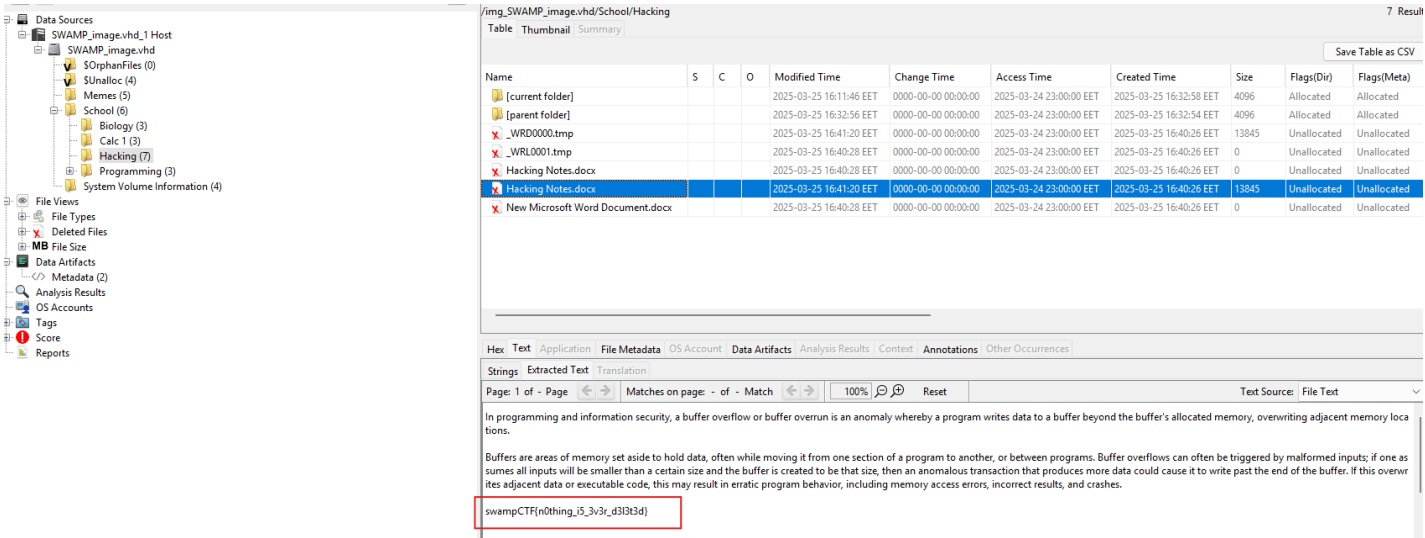 Data Sources
SWAMP_image.vhd_1 Host
SWAMP_image.vhd
$OrphanFiles (0)
$Unalloc (4)
Memes (5)
School (6)
Biology (3)
Calc 1 (3)
Hacking (7)
Programming (3)
System Volume Information (4)
File Views
File Types
Deleted Files
MB File Size
Data Artifacts
Metadata (2)
Analysis Results
OS Accounts
Tags
Score
Reports
/img_SWAMP_image.vhd/School/Hacking 7 Result
Table Thumbnail Summary
Save Table as CSV
Name S C O Modified Time Change Time Access Time Created Time Size Flags(Dir) Flags(Meta)
[current folder] 2025-03-25 16:11:46 EET 0000-00-00 00:00:00 2025-03-24 23:00:00 EET 2025-03-25 16:32:58 EET 4096 Allocated Allocated
[parent folder] 2025-03-25 16:32:56 EET 0000-00-00 00:00:00 2025-03-24 23:00:00 EET 2025-03-25 16:32:54 EET 4096 Allocated Allocated
_WRD0000.tmp 2025-03-25 16:41:20 EET 0000-00-00 00:00:00 2025-03-24 23:00:00 EET 2025-03-25 16:40:26 EET 13845 Unallocated Unallocated
_WRL0001.tmp 2025-03-25 16:40:28 EET 0000-00-00 00:00:00 2025-03-24 23:00:00 EET 2025-03-25 16:40:26 EET 0 Unallocated Unallocated
Hacking Notes.docx 2025-03-25 16:40:28 EET 0000-00-00 00:00:00 2025-03-24 23:00:00 EET 2025-03-25 16:40:26 EET 0 Unallocated Unallocated
Hacking Notes.docx 2025-03-25 16:41:20 EET 0000-00-00 00:00:00 2025-03-24 23:00:00 EET 2025-03-25 16:40:26 EET 13845 Unallocated Unallocated
New Microsoft Word Document.docx 2025-03-25 16:40:28 EET 0000-00-00 00:00:00 2025-03-24 23:00:00 EET 2025-03-25 16:40:26 EET 0 Unallocated Unallocated
Hex Text Application File Metadata OS Account Data Artifacts Analysis Results Context Annotations Other Occurrences
Strings Extracted Text Translation
Page: 1 of - Page Matches on page: - of - Match 100% Reset Text Source: File Text
In programming and information security, a buffer overflow or buffer overrun is an anomaly whereby a program writes data to a buffer beyond the buffer's allocated memory, overwriting adjacent memory loca
tions.
Buffers are areas of memory set aside to hold data, often while moving it from one section of a program to another, or between programs. Buffer overflows can often be triggered by malformed inputs; if one as
sumes all inputs will be smaller than a certain size and the buffer is created to be that size, then an anomalous transaction that produces more data could cause it to write past the end of the buffer. If this overwr
ites adjacent data or executable code, this may result in erratic program behavior, including memory access errors, incorrect results, and crashes.
swampCTF{n0thing_i5_3v3r_d3l3t3d}